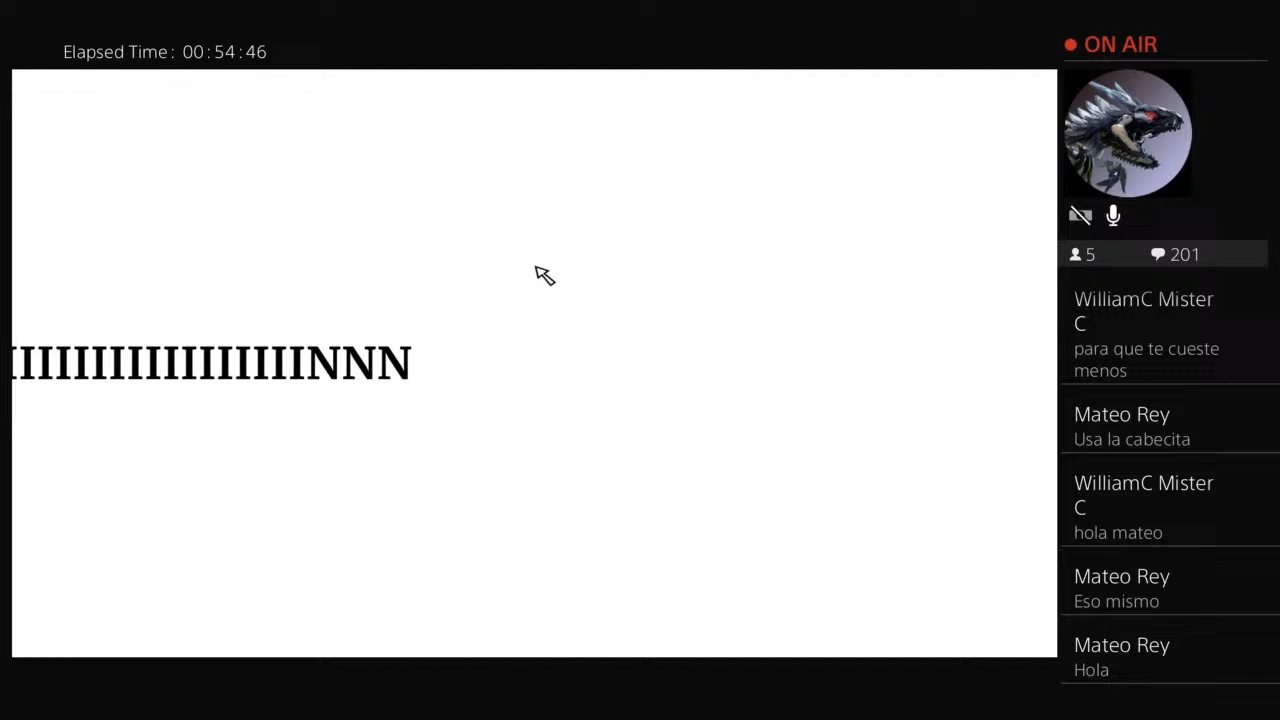 Elapsed Time: 00:54:46
ON AIR
5 201
IIIIIIIIIIIIIIIIINNN
WilliamC Mister
C
para que te cueste
menos
Mateo Rey
Usa la cabecita
WilliamC Mister
C
hola mateo
Mateo Rey
Eso mismo
Mateo Rey
Hola